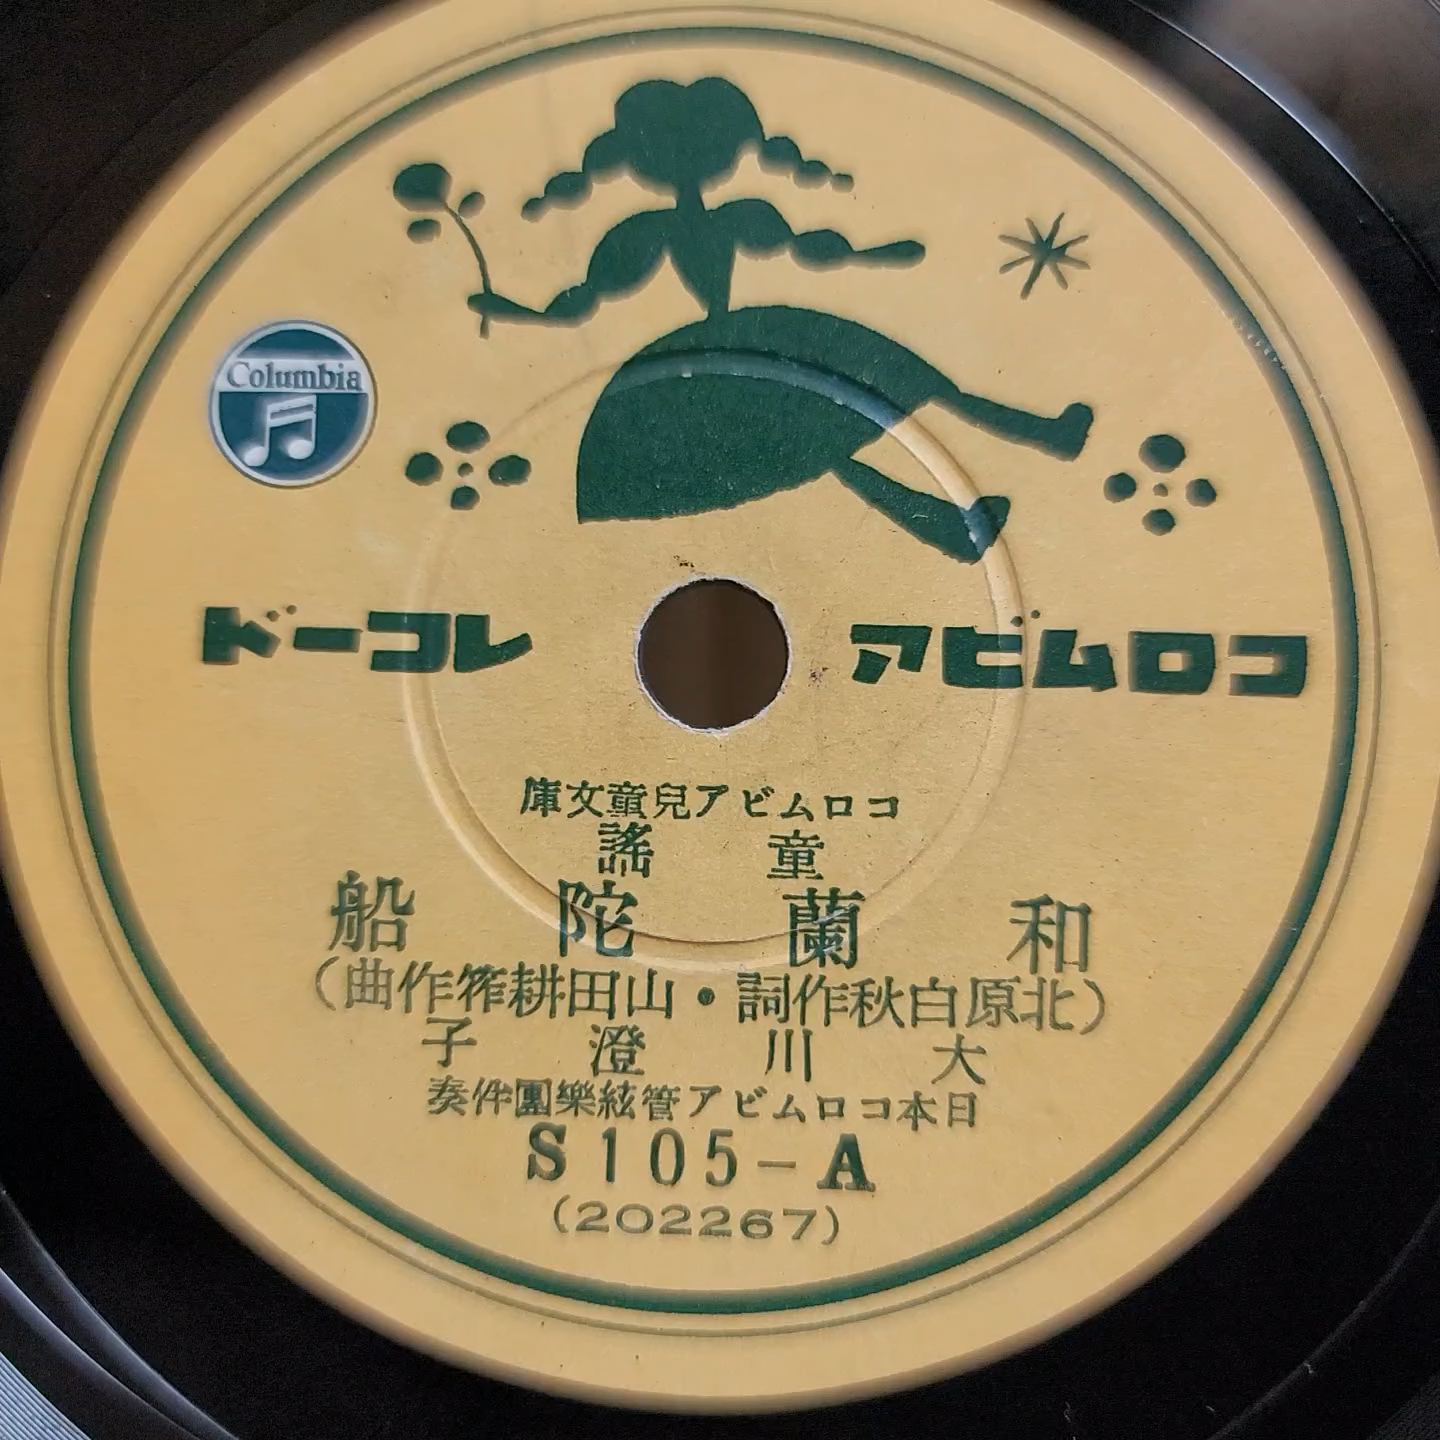 Columbia
コロムビア レコード
コロムビア兒童文庫
童謠
和蘭陀船
(北原白秋作詞・山田耕筰作曲)
大川澄子
日本コロムビア管絃樂團伴奏
S105-A
(202267)